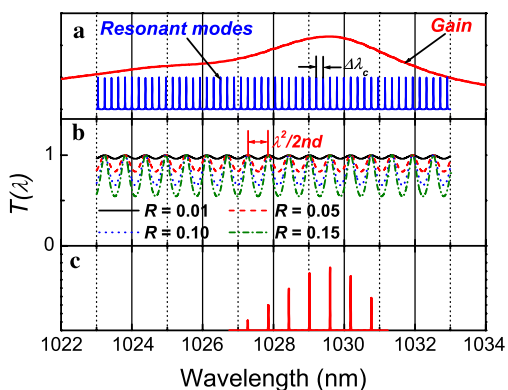 a
Resonant modes
Gain
Δλc
b
λ²/2nd
T(λ)
1
0
R = 0.01
R = 0.05
R = 0.10
R = 0.15
c
1022 1024 1026 1028 1030 1032 1034
Wavelength (nm)